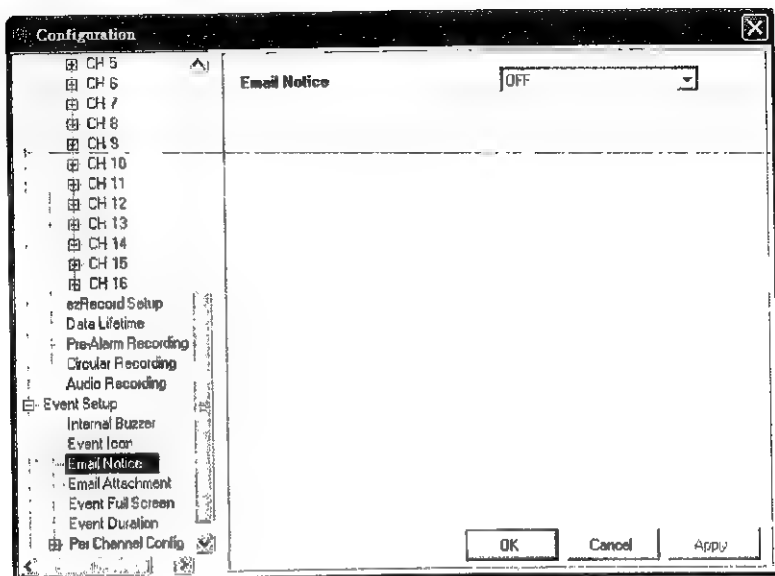 Configuration
CH 5
CH 6
CH 7
CH 8
CH 9
CH 10
CH 11
CH 12
CH 13
CH 14
CH 15
CH 16
ezRecord Setup
Data Lifetime
Pre-Alarm Recording
Circular Recording
Audio Recording
Event Setup
Internal Buzzer
Event Icon
Email Notice
Email Attachment
Event Full Screen
Event Duration
Per Channel Config
Email Notice
OFF
OK
Cancel
Apply